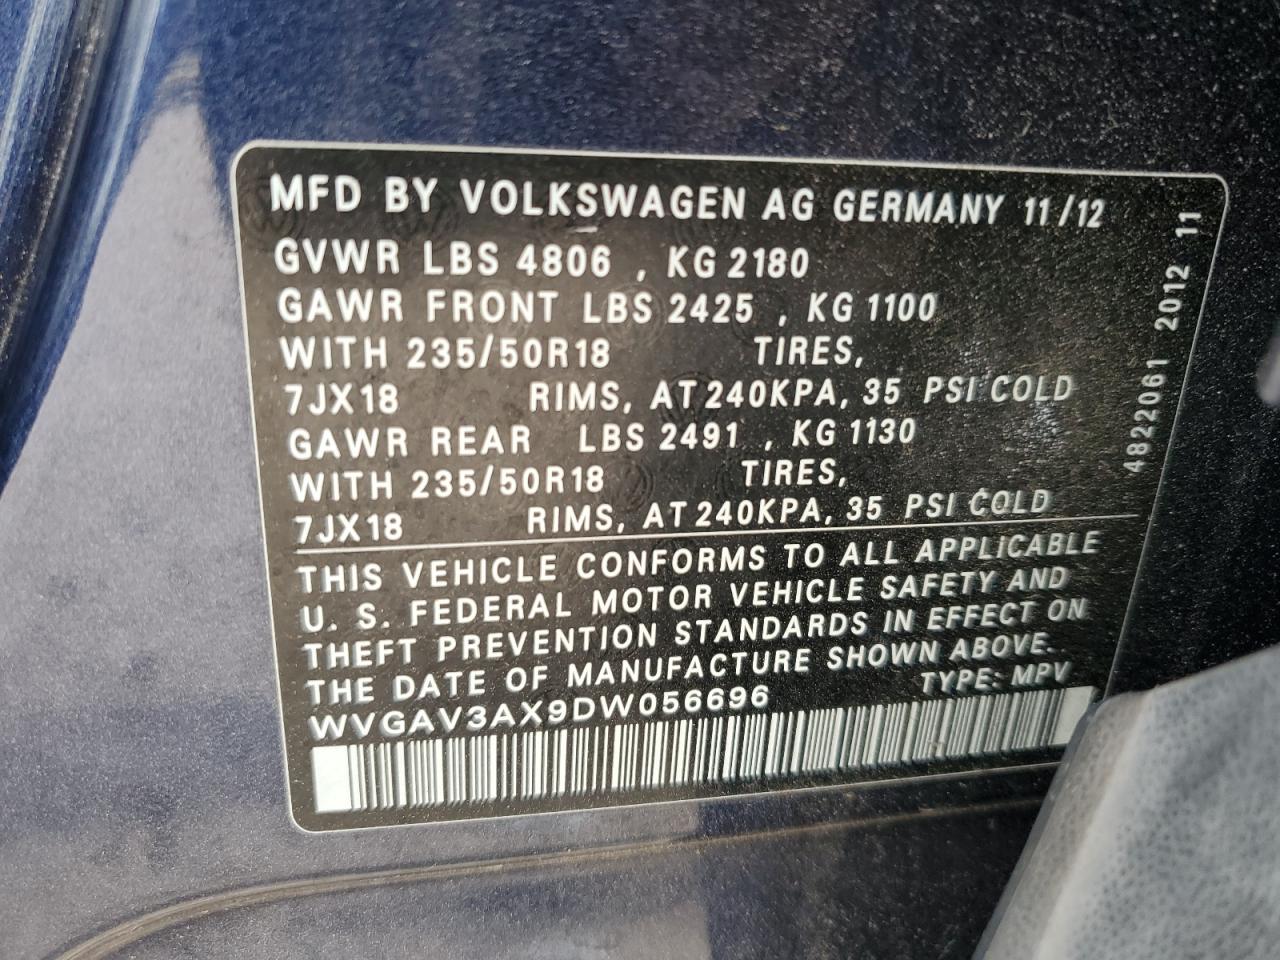 MFD BY VOLKSWAGEN AG GERMANY 11/12
GVWR LBS 4806 , KG 2180
GAWR FRONT LBS 2425 , KG 1100
WITH 235/50R18 TIRES,
7JX18 RIMS, AT 240KPA, 35 PSI COLD
GAWR REAR LBS 2491 , KG 1130
WITH 235/50R18 TIRES,
7JX18 RIMS, AT 240KPA, 35 PSI COLD
THIS VEHICLE CONFORMS TO ALL APPLICABLE
U. S. FEDERAL MOTOR VEHICLE SAFETY AND
THEFT PREVENTION STANDARDS IN EFFECT ON
THE DATE OF MANUFACTURE SHOWN ABOVE.
WVGAV3AX9DW056696 TYPE: MPV
4822061 2012 11